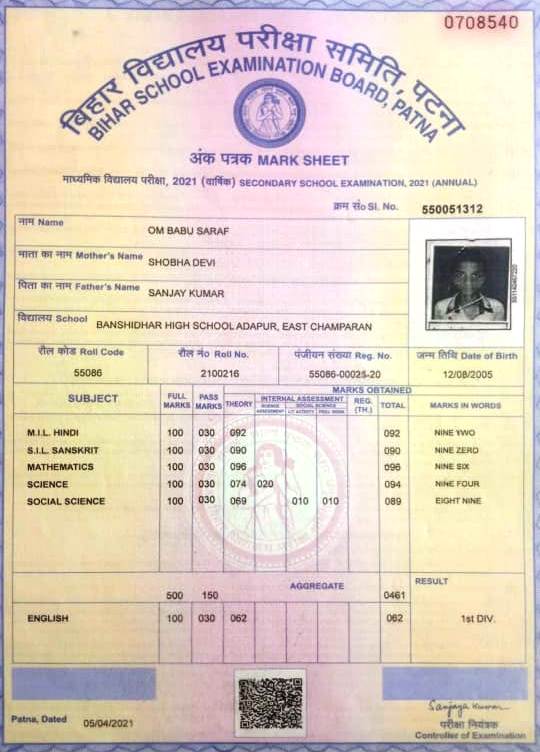 0708540
बिहार विद्यालय परीक्षा समिति, पटना
BIHAR SCHOOL EXAMINATION BOARD, PATNA
अंक पत्रक MARK SHEET
माध्यमिक विद्यालय परीक्षा, 2021 (वार्षिक) SECONDARY SCHOOL EXAMINATION, 2021 (ANNUAL)
क्रम सं० Sl. No. 550051312
नाम Name OM BABU SARAF
माता का नाम Mother's Name SHOBHA DEVI
पिता का नाम Father's Name SANJAY KUMAR
विद्यालय School BANSHIDHAR HIGH SCHOOL ADAPUR, EAST CHAMPARAN
रौल कोड Roll Code रौल नं० Roll No. पंजीयन संख्या Reg. No. जन्म तिथि Date of Birth
55086 2100216 55086-00025-20 12/08/2005
SUBJECT FULL MARKS PASS MARKS THEORY MARKS OBTAINED
INTERNAL ASSESSMENT REG. (TH.) TOTAL MARKS IN WORDS
SCIENCE ASSESSMENT SOCIAL SCIENCE
LIT. ACTIVITY PROJ. WORK
M.I.L. HINDI 100 030 092 092 NINE TWO
S.I.L. SANSKRIT 100 030 090 090 NINE ZERO
MATHEMATICS 100 030 096 096 NINE SIX
SCIENCE 100 030 074 020 094 NINE FOUR
SOCIAL SCIENCE 100 030 069 010 010 089 EIGHT NINE
500 150 AGGREGATE 0461 RESULT
ENGLISH 100 030 062 062 1st DIV.
Patna, Dated 05/04/2021
Sanjaya Kumar
परीक्षा नियंत्रक
Controller of Examination